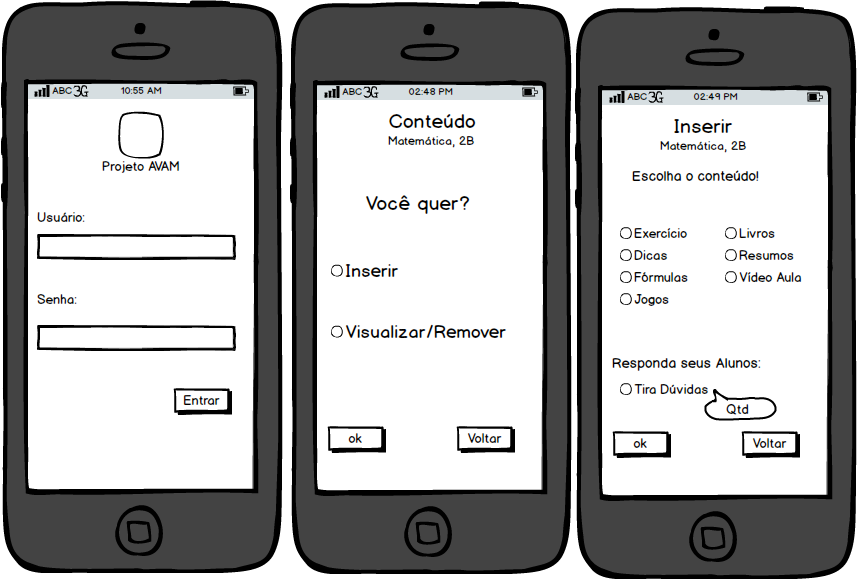 ABC 3G 10:55 AM
Projeto AVAM
Usuário:
Senha:
Entrar
ABC 3G 02:48 PM
Conteúdo
Matemática, 2B
Você quer?
Inserir
Visualizar/Remover
ok Voltar
ABC 3G 02:49 PM
Inserir
Matemática, 2B
Escolha o conteúdo!
Exercício Livros
Dicas Resumos
Fórmulas Vídeo Aula
Jogos
Responda seus Alunos:
Tira Dúvidas
Qtd
ok Voltar